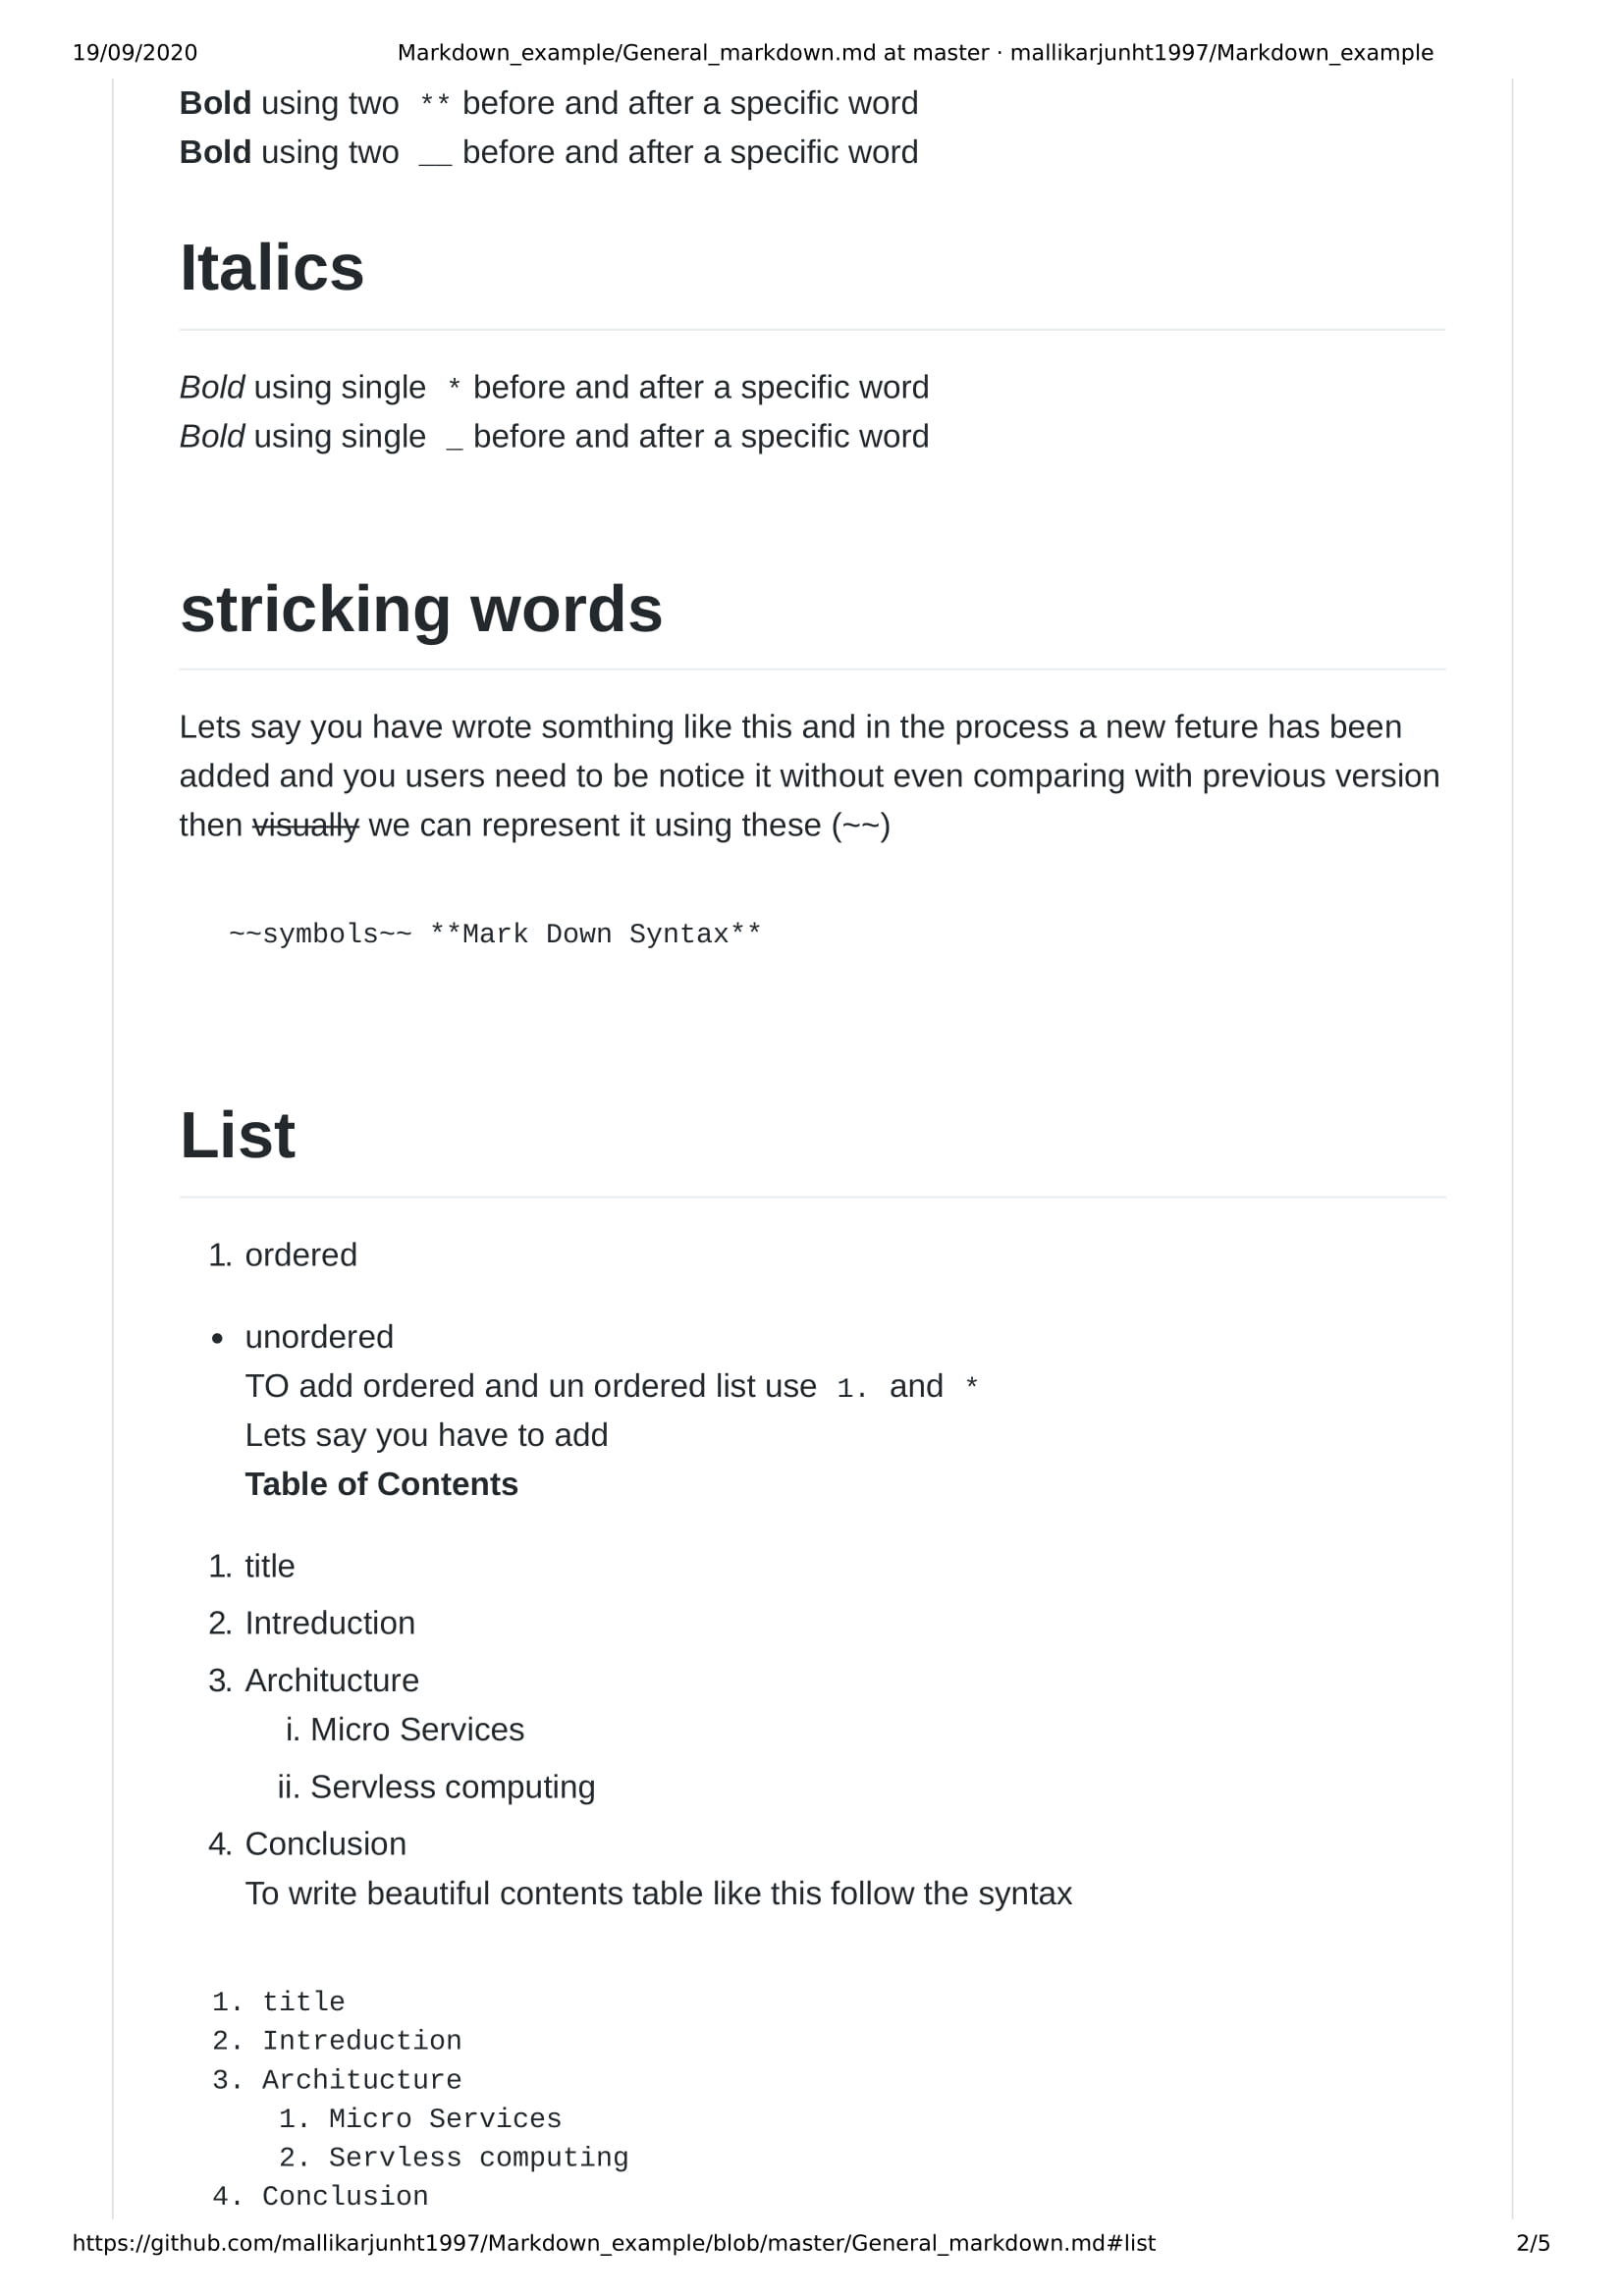 19/09/2020 Markdown_example/General_markdown.md at master · mallikarjunht1997/Markdown_example
Bold using two ** before and after a specific word
Bold using two __ before and after a specific word
Italics
Bold using single * before and after a specific word
Bold using single _ before and after a specific word
stricking words
Lets say you have wrote somthing like this and in the process a new feture has been
added and you users need to be notice it without even comparing with previous version
then visually we can represent it using these (~~)
~~symbols~~ **Mark Down Syntax**
List
1. ordered
• unordered
TO add ordered and un ordered list use 1. and *
Lets say you have to add
Table of Contents
1. title
2. Intreduction
3. Architucture
i. Micro Services
ii. Servless computing
4. Conclusion
To write beautiful contents table like this follow the syntax
1. title
2. Intreduction
3. Architucture
1. Micro Services
2. Servless computing
4. Conclusion
https://github.com/mallikarjunht1997/Markdown_example/blob/master/General_markdown.md#list 2/5